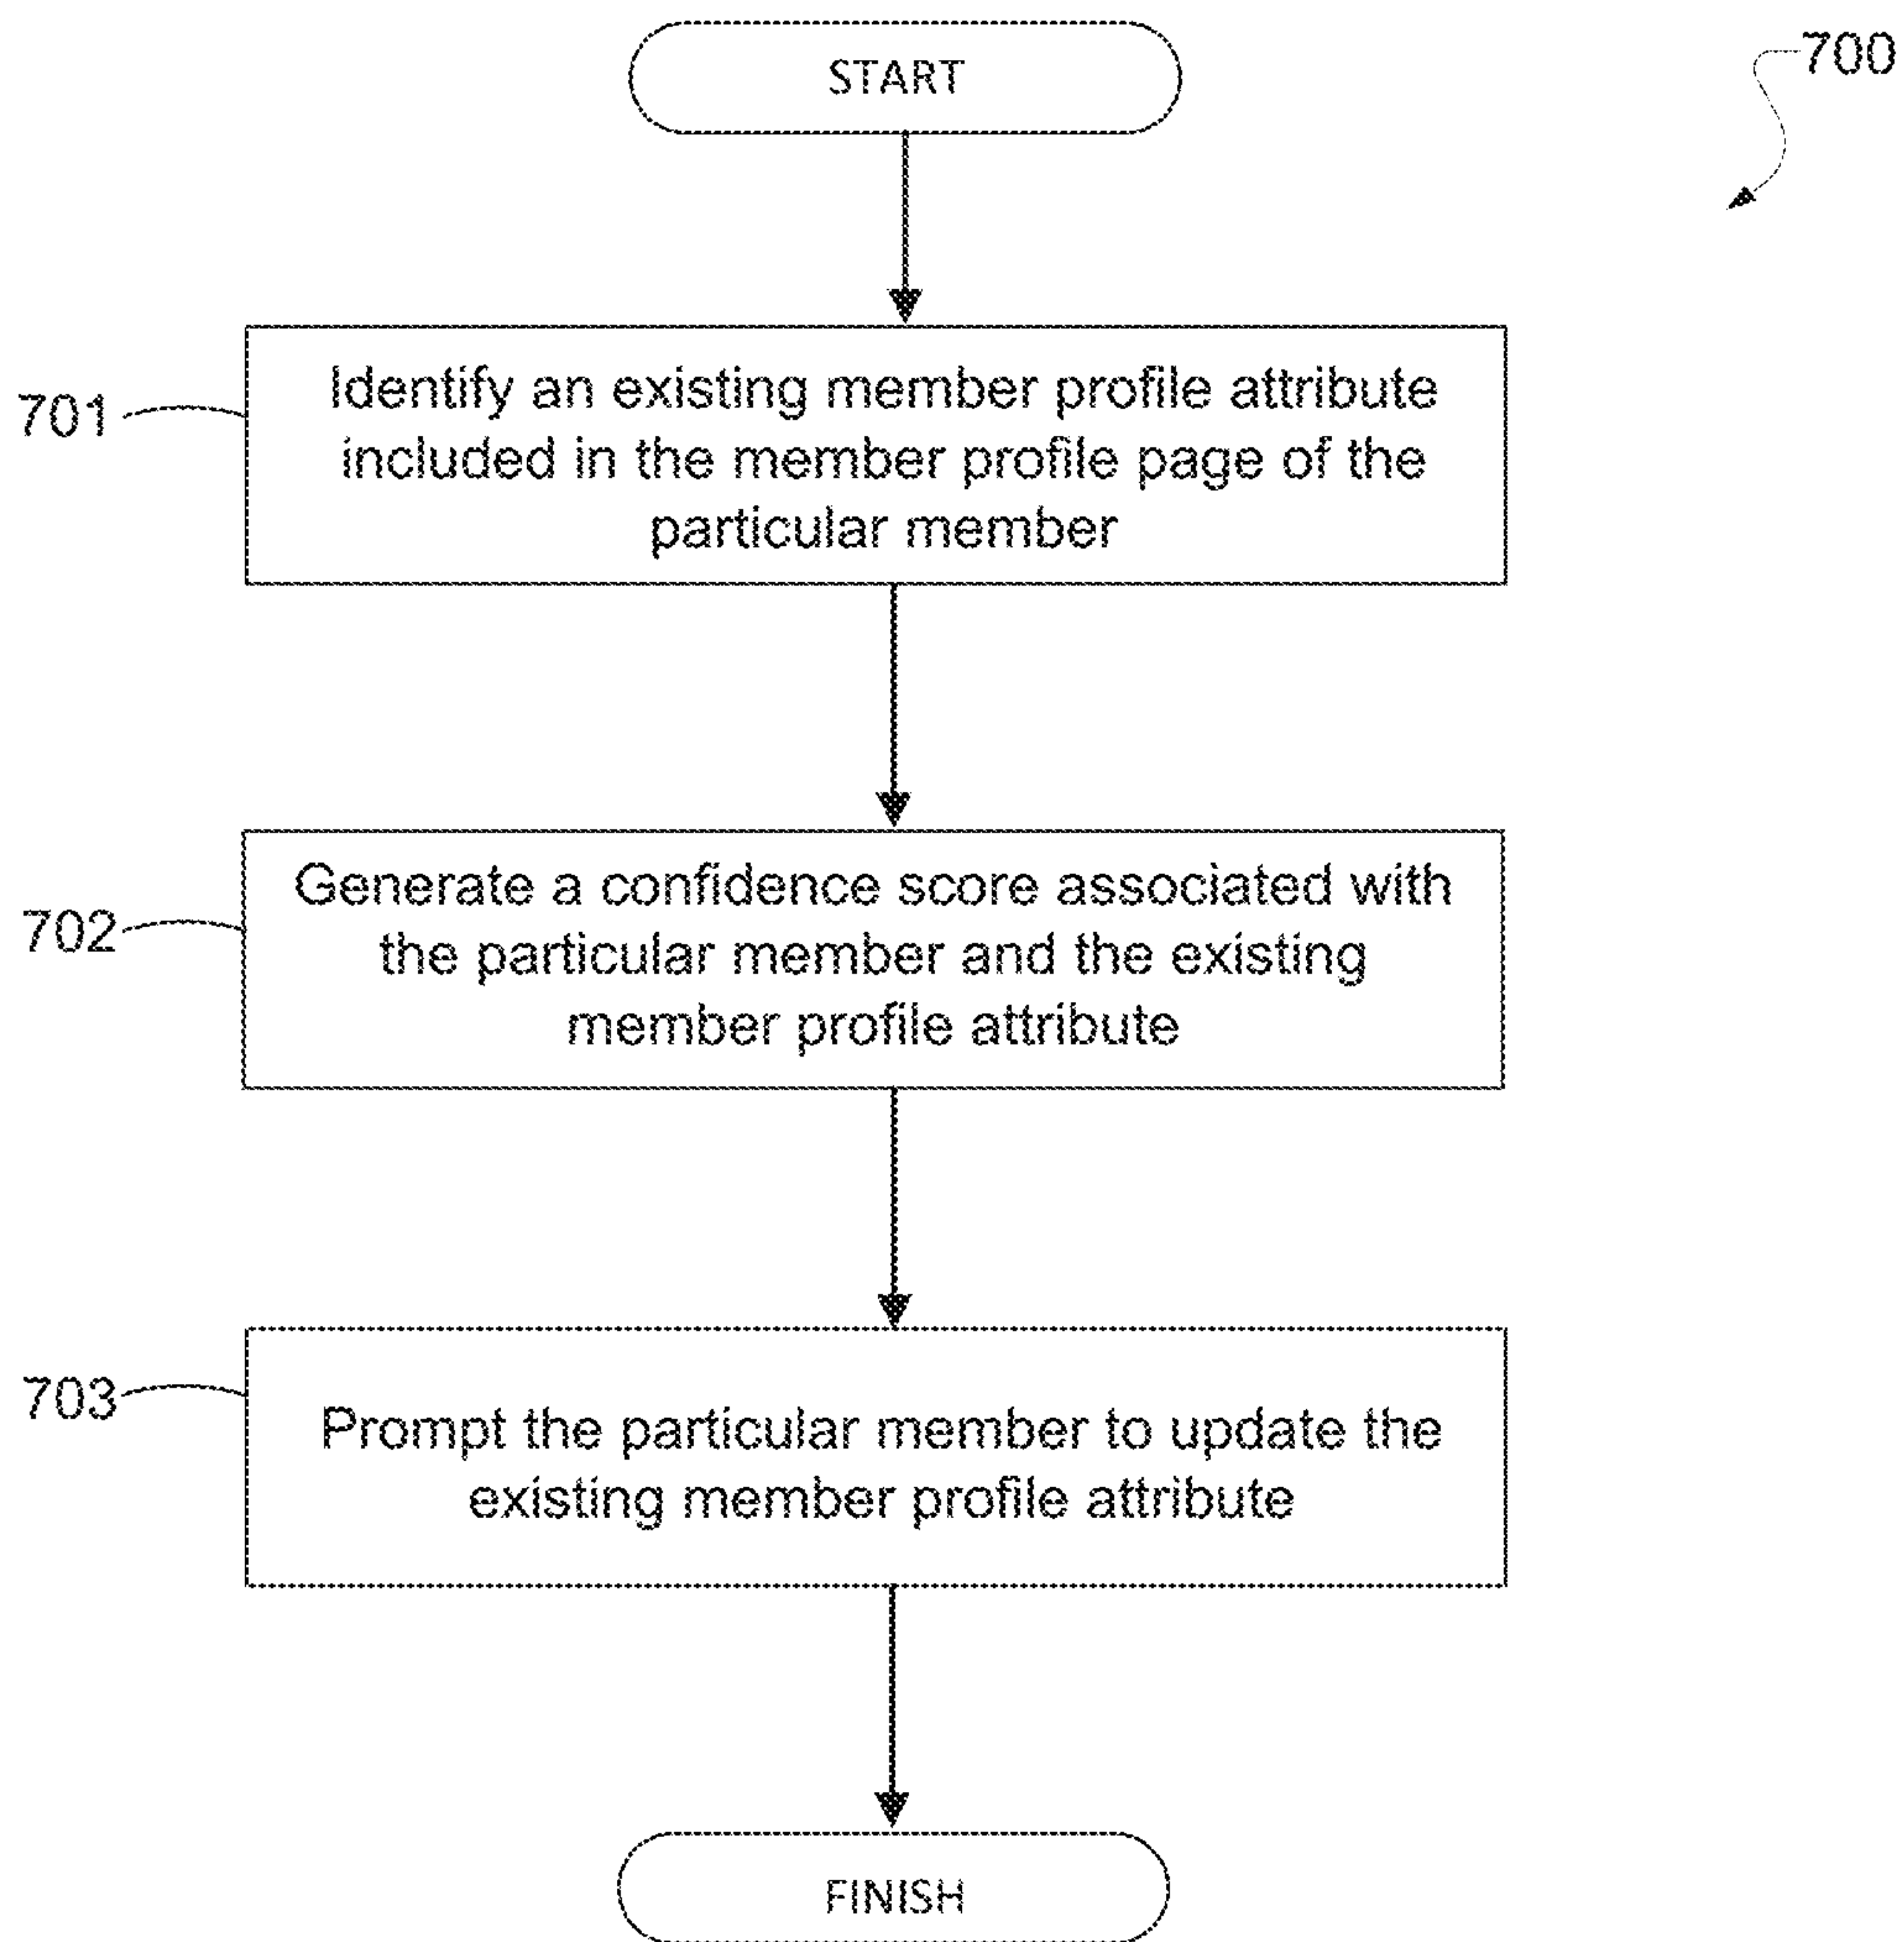 START
700
701
Identify an existing member profile attribute
included in the member profile page of the
particular member
702
Generate a confidence score associated with
the particular member and the existing
member profile attribute
703
Prompt the particular member to update the
existing member profile attribute
FINISH